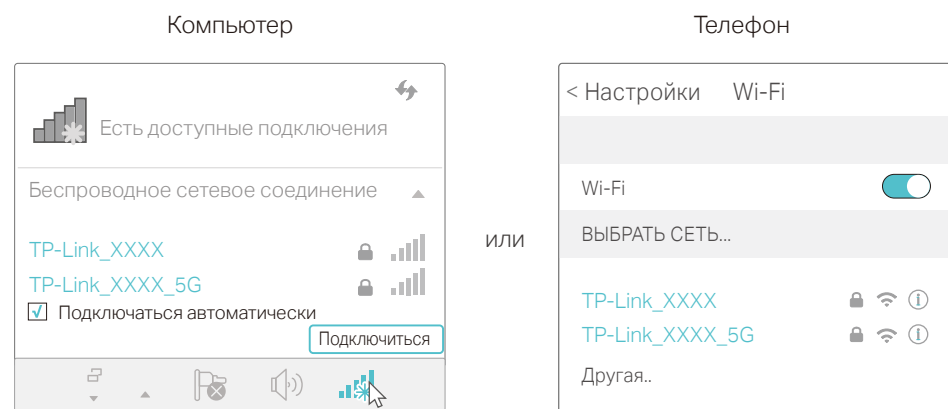 Компьютер
Есть доступные подключения
Беспроводное сетевое соединение
TP-Link_XXXX
TP-Link_XXXX_5G
Подключаться автоматически
Подключиться
или
Телефон
< Настройки Wi-Fi
Wi-Fi
ВЫБРАТЬ СЕТЬ...
TP-Link_XXXX
TP-Link_XXXX_5G
Другая..